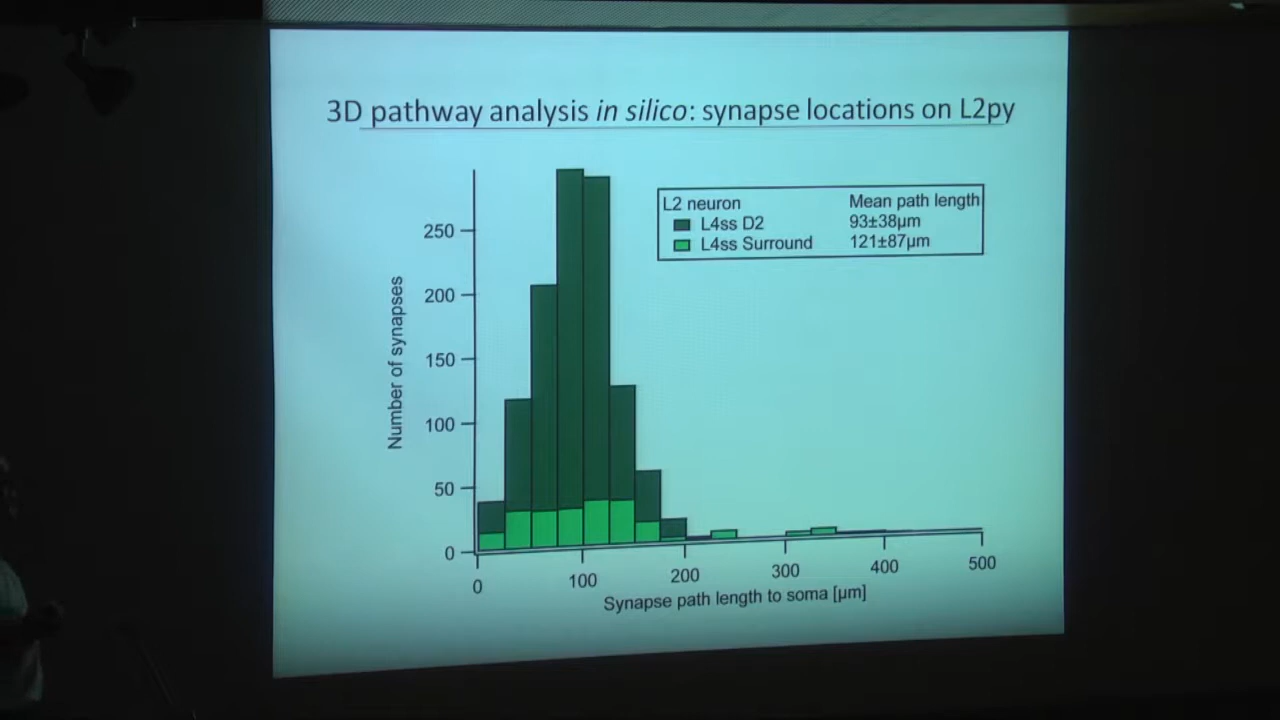 3D pathway analysis in silico: synapse locations on L2py
L2 neuron Mean path length
L4ss D2 93±38µm
L4ss Surround 121±87µm
Number of synapses
250
200
150
100
50
0
0 100 200 300 400 500
Synapse path length to soma [µm]